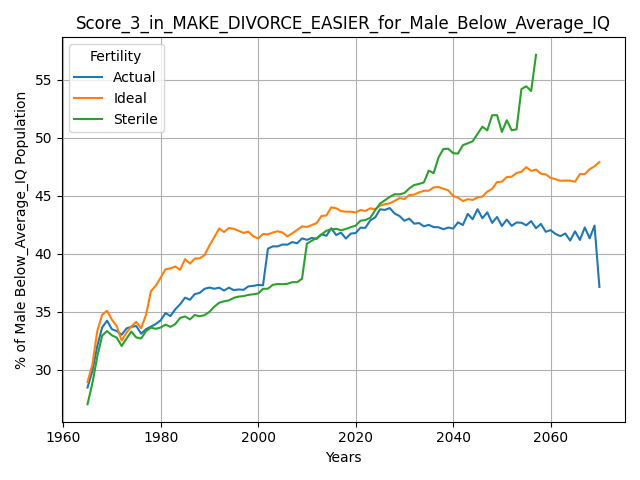 Score_3_in_MAKE_DIVORCE_EASIER_for_Male_Below_Average_IQ
Fertility
Actual
Ideal
Sterile
% of Male Below_Average_IQ Population
55
50
45
40
35
30
1960
1980
2000
2020
2040
2060
Years